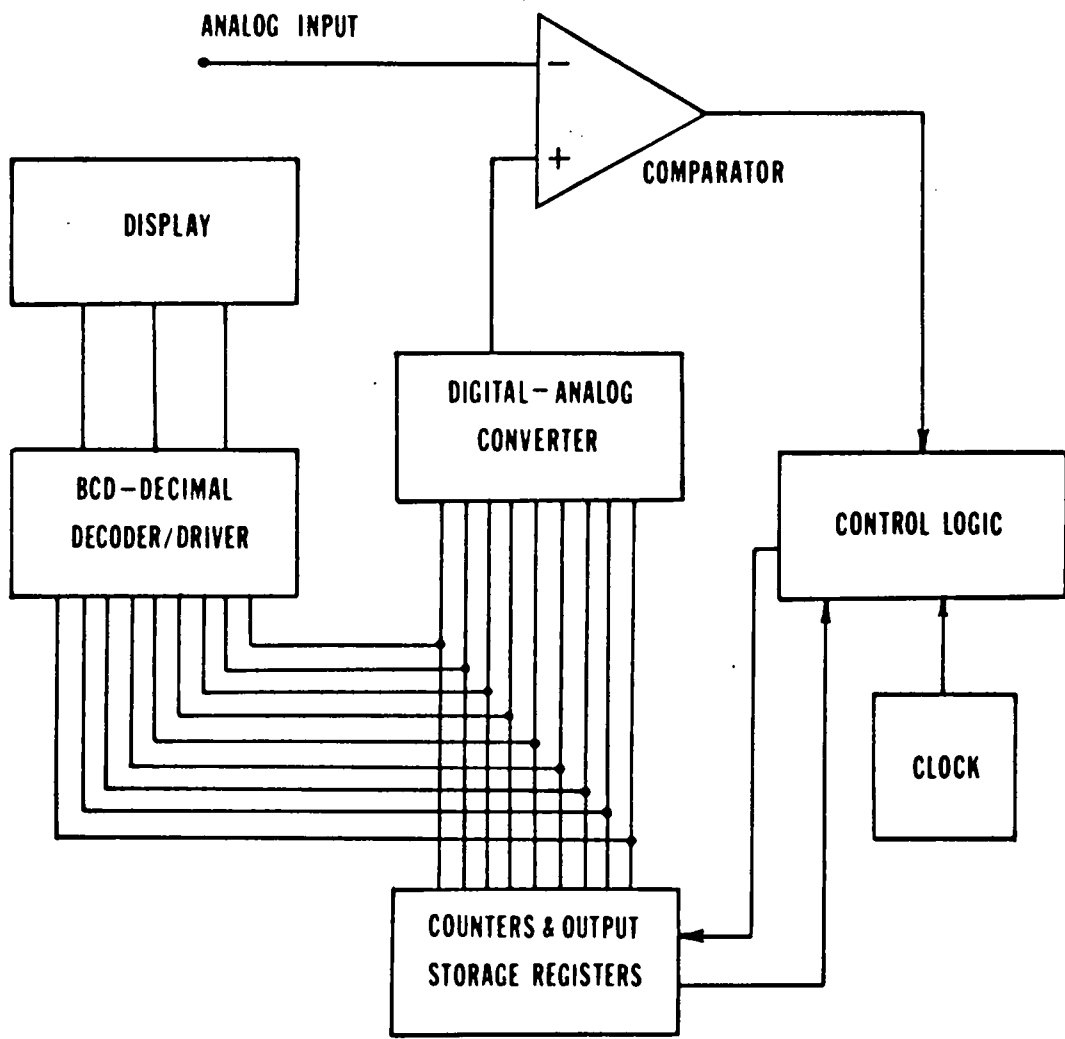 ANALOG INPUT
−
+
COMPARATOR
DISPLAY
DIGITAL–ANALOG
CONVERTER
BCD–DECIMAL
DECODER/DRIVER
CONTROL LOGIC
CLOCK
COUNTERS & OUTPUT
STORAGE REGISTERS